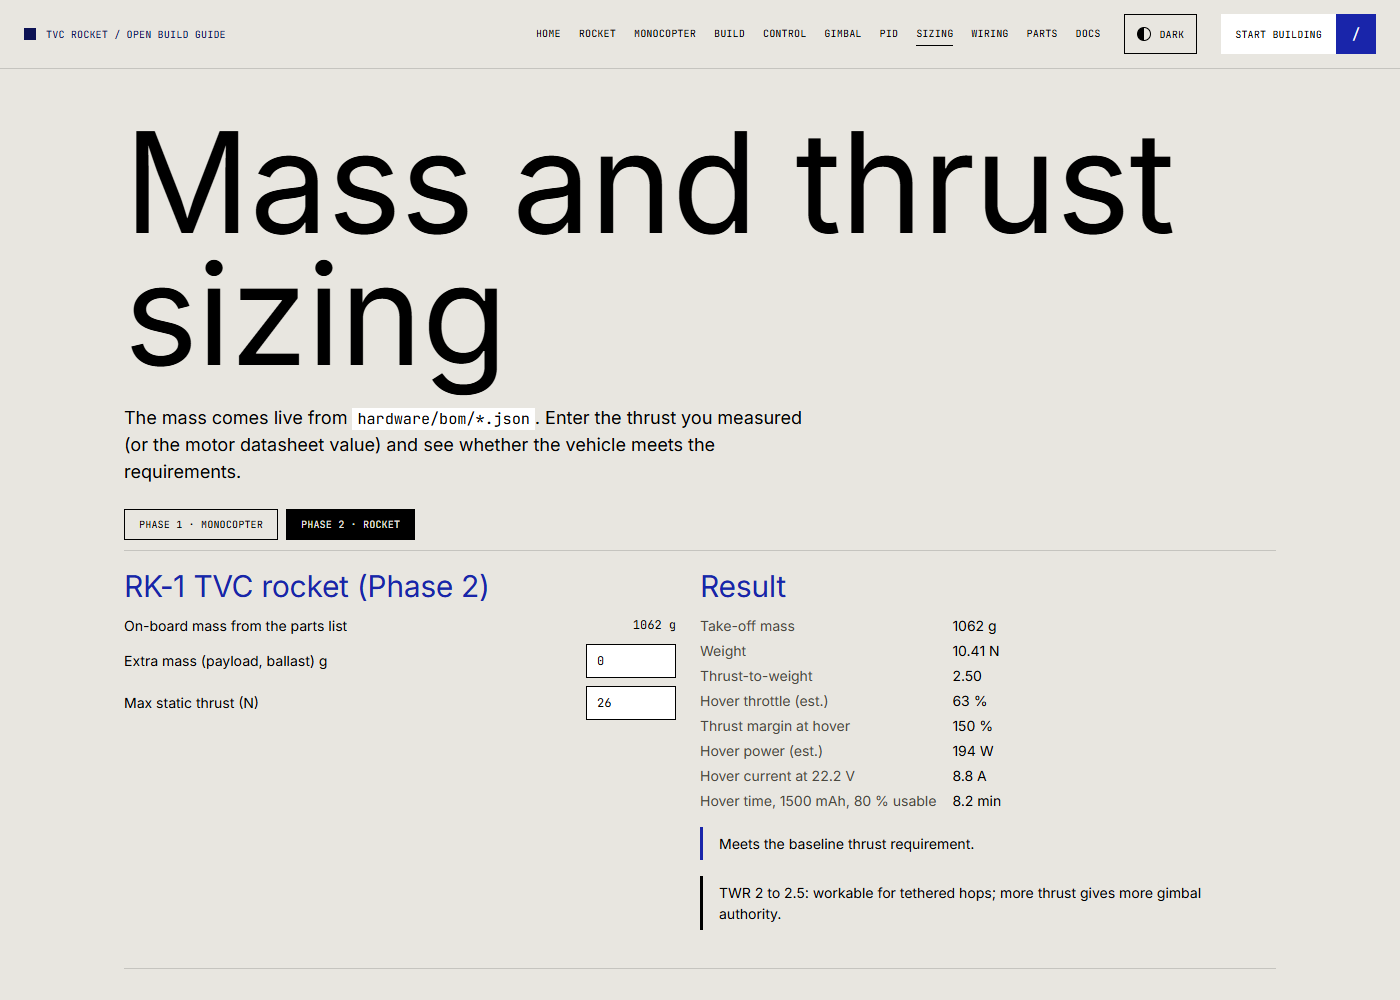 TVC ROCKET / OPEN BUILD GUIDE
HOME ROCKET MONOCOPTER BUILD CONTROL GIMBAL PID SIZING WIRING PARTS DOCS
DARK
START BUILDING /
Mass and thrust
sizing
The mass comes live from hardware/bom/*.json. Enter the thrust you measured
(or the motor datasheet value) and see whether the vehicle meets the
requirements.
PHASE 1 · MONOCOPTER
PHASE 2 · ROCKET
RK-1 TVC rocket (Phase 2)
On-board mass from the parts list 1062 g
Extra mass (payload, ballast) g 0
Max static thrust (N) 26
Result
Take-off mass 1062 g
Weight 10.41 N
Thrust-to-weight 2.50
Hover throttle (est.) 63 %
Thrust margin at hover 150 %
Hover power (est.) 194 W
Hover current at 22.2 V 8.8 A
Hover time, 1500 mAh, 80 % usable 8.2 min
Meets the baseline thrust requirement.
TWR 2 to 2.5: workable for tethered hops; more thrust gives more gimbal
authority.